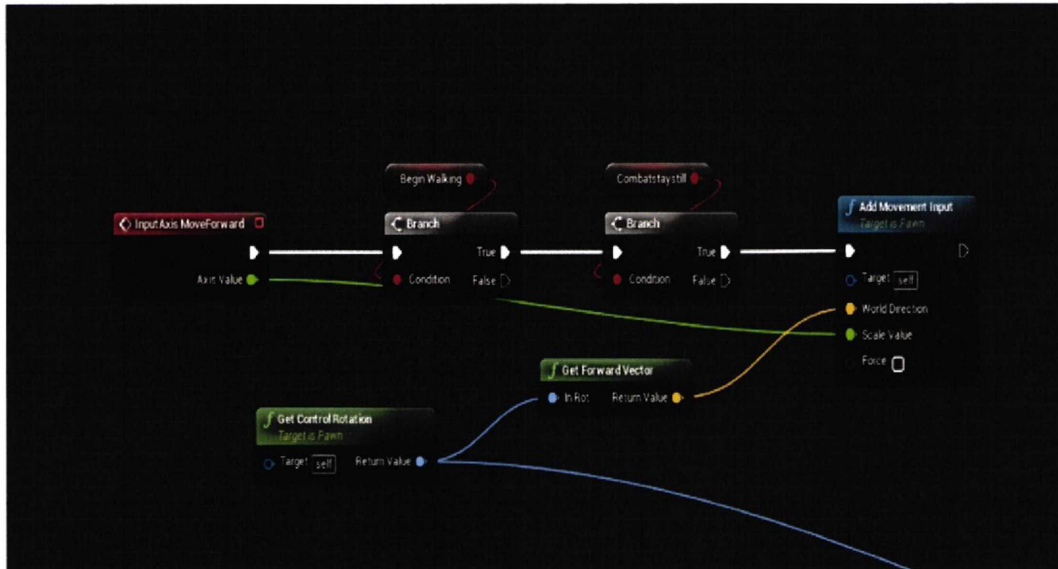 Begin Walking
Combatstaystill
InputAxis MoveForward
Branch
Branch
Add Movement Input
Target is Pawn
True
True
Axis Value
Condition
False
Condition
False
Target self
World Direction
Scale Value
Force
Get Forward Vector
In Rot Return Value
Get Control Rotation
Target is Pawn
Target self Return Value